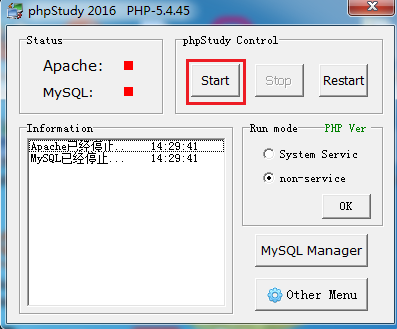 phpStudy 2016 PHP-5.4.45
Status
Apache:
MySQL:
phpStudy Control
Start
Stop
Restart
Information
Apache已经停止.. 14:29:41
MySQL已经停止... 14:29:41
Run mode PHP Ver
System Servic
non-service
OK
MySQL Manager
Other Menu